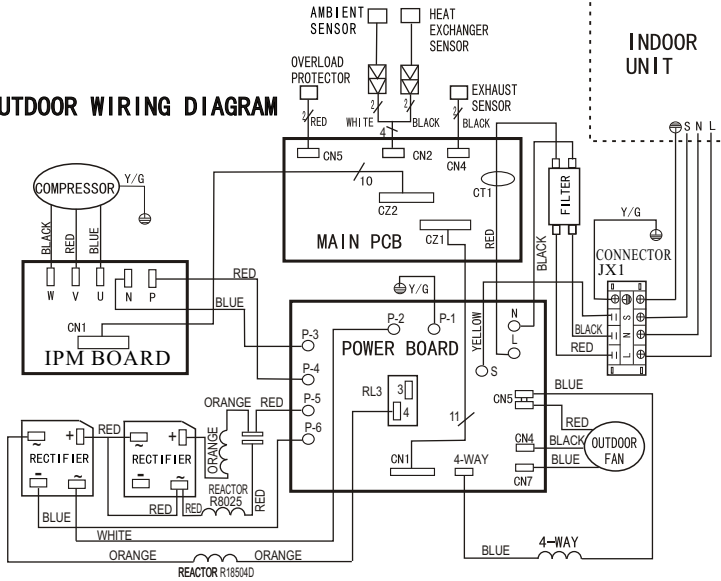 AMBIENT
SENSOR
HEAT
EXCHANGER
SENSOR
INDOOR
UNIT
OVERLOAD
PROTECTOR
EXHAUST
SENSOR
UTDOOR WIRING DIAGRAM
2
RED
2
WHITE
2
BLACK
4
2
BLACK
S N L
CN5
CN2
CN4
COMPRESSOR
Y/G
10
CZ2
CT1
FILTER
Y/G
BLACK
RED
BLUE
MAIN PCB
CZ1
RED
BLACK
CONNECTOR
JX1
W
V
U
N
P
RED
BLUE
Y/G
YELLOW
S
N
L
BLACK
RED
CN1
IPM BOARD
P-3
P-2
P-1
N
L
POWER BOARD
P-4
S
P-5
P-6
RL3
3
4
11
CN5
BLUE
RED
ORANGE
RED
RED
ORANGE
CN4
BLACK
OUTDOOR
FAN
~
+
RECTIFIER
-
~
~
+
RECTIFIER
-
~
CN1
4-WAY
CN7
BLUE
REACTOR
R8025
RED
RED
RED
BLUE
WHITE
ORANGE
ORANGE
REACTOR R18504D
BLUE
4-WAY